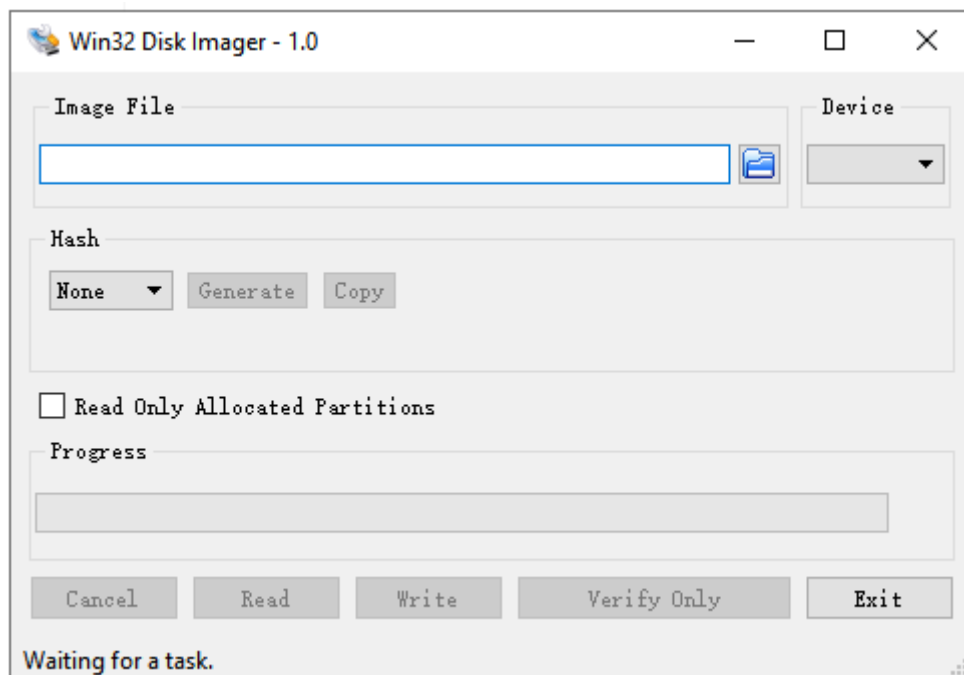 Win32 Disk Imager - 1.0
Image File
Device
Hash
None
Generate
Copy
Read Only Allocated Partitions
Progress
Cancel
Read
Write
Verify Only
Exit
Waiting for a task.